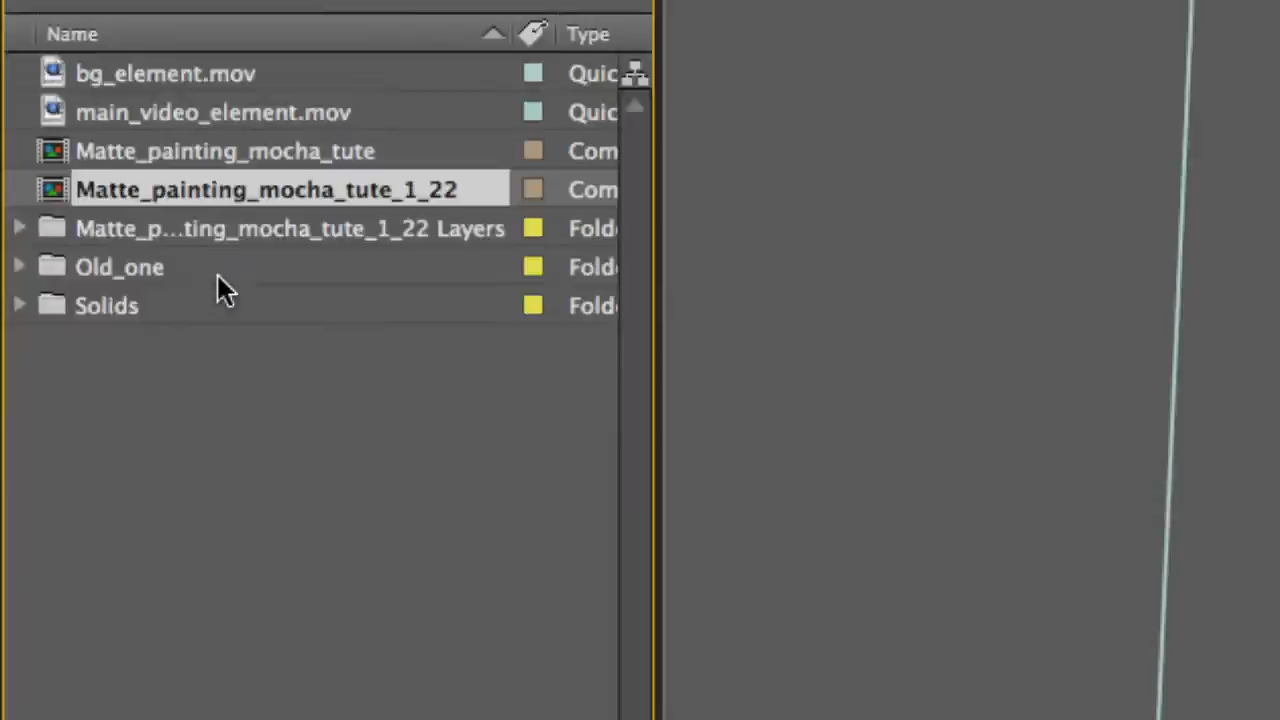 Name Type
bg_element.mov Quic
main_video_element.mov Quic
Matte_painting_mocha_tute Com
Matte_painting_mocha_tute_1_22 Com
Matte_p...ting_mocha_tute_1_22 Layers Fold
Old_one Fold
Solids Fold